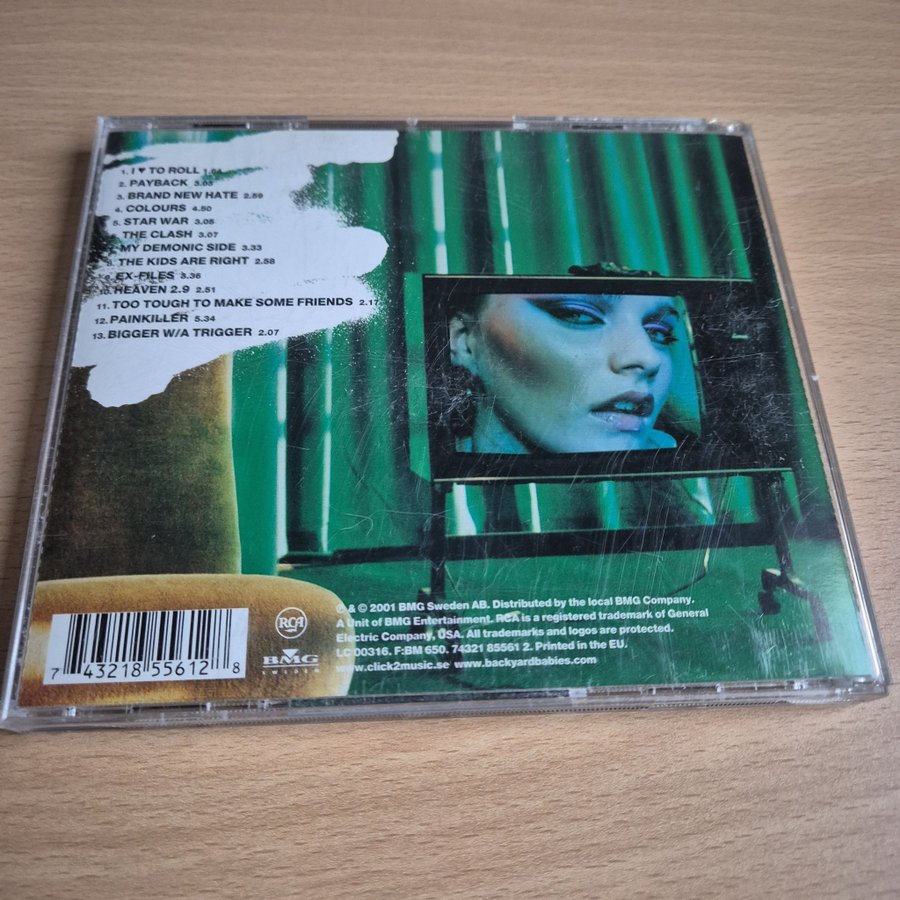 1. I ♥ TO ROLL 1.04
2. PAYBACK 3.03
3. BRAND NEW HATE 2.59
4. COLOURS 4.50
5. STAR WAR 3.05
THE CLASH 3.07
MY DEMONIC SIDE 3.33
THE KIDS ARE RIGHT 2.58
EX-FILES 3.36
10. HEAVEN 2.9 2.51
11. TOO TOUGH TO MAKE SOME FRIENDS 2.17
12. PAINKILLER 5.34
13. BIGGER W/A TRIGGER 2.07
℗ & © 2001 BMG Sweden AB. Distributed by the local BMG Company.
A Unit of BMG Entertainment. RCA is a registered trademark of General
Electric Company, USA. All trademarks and logos are protected.
LC 00316. F:BM 650. 74321 85561 2. Printed in the EU.
www.click2music.se www.backyardbabies.com
RCA
BMG
SWEDEN
7 43218 55612 8